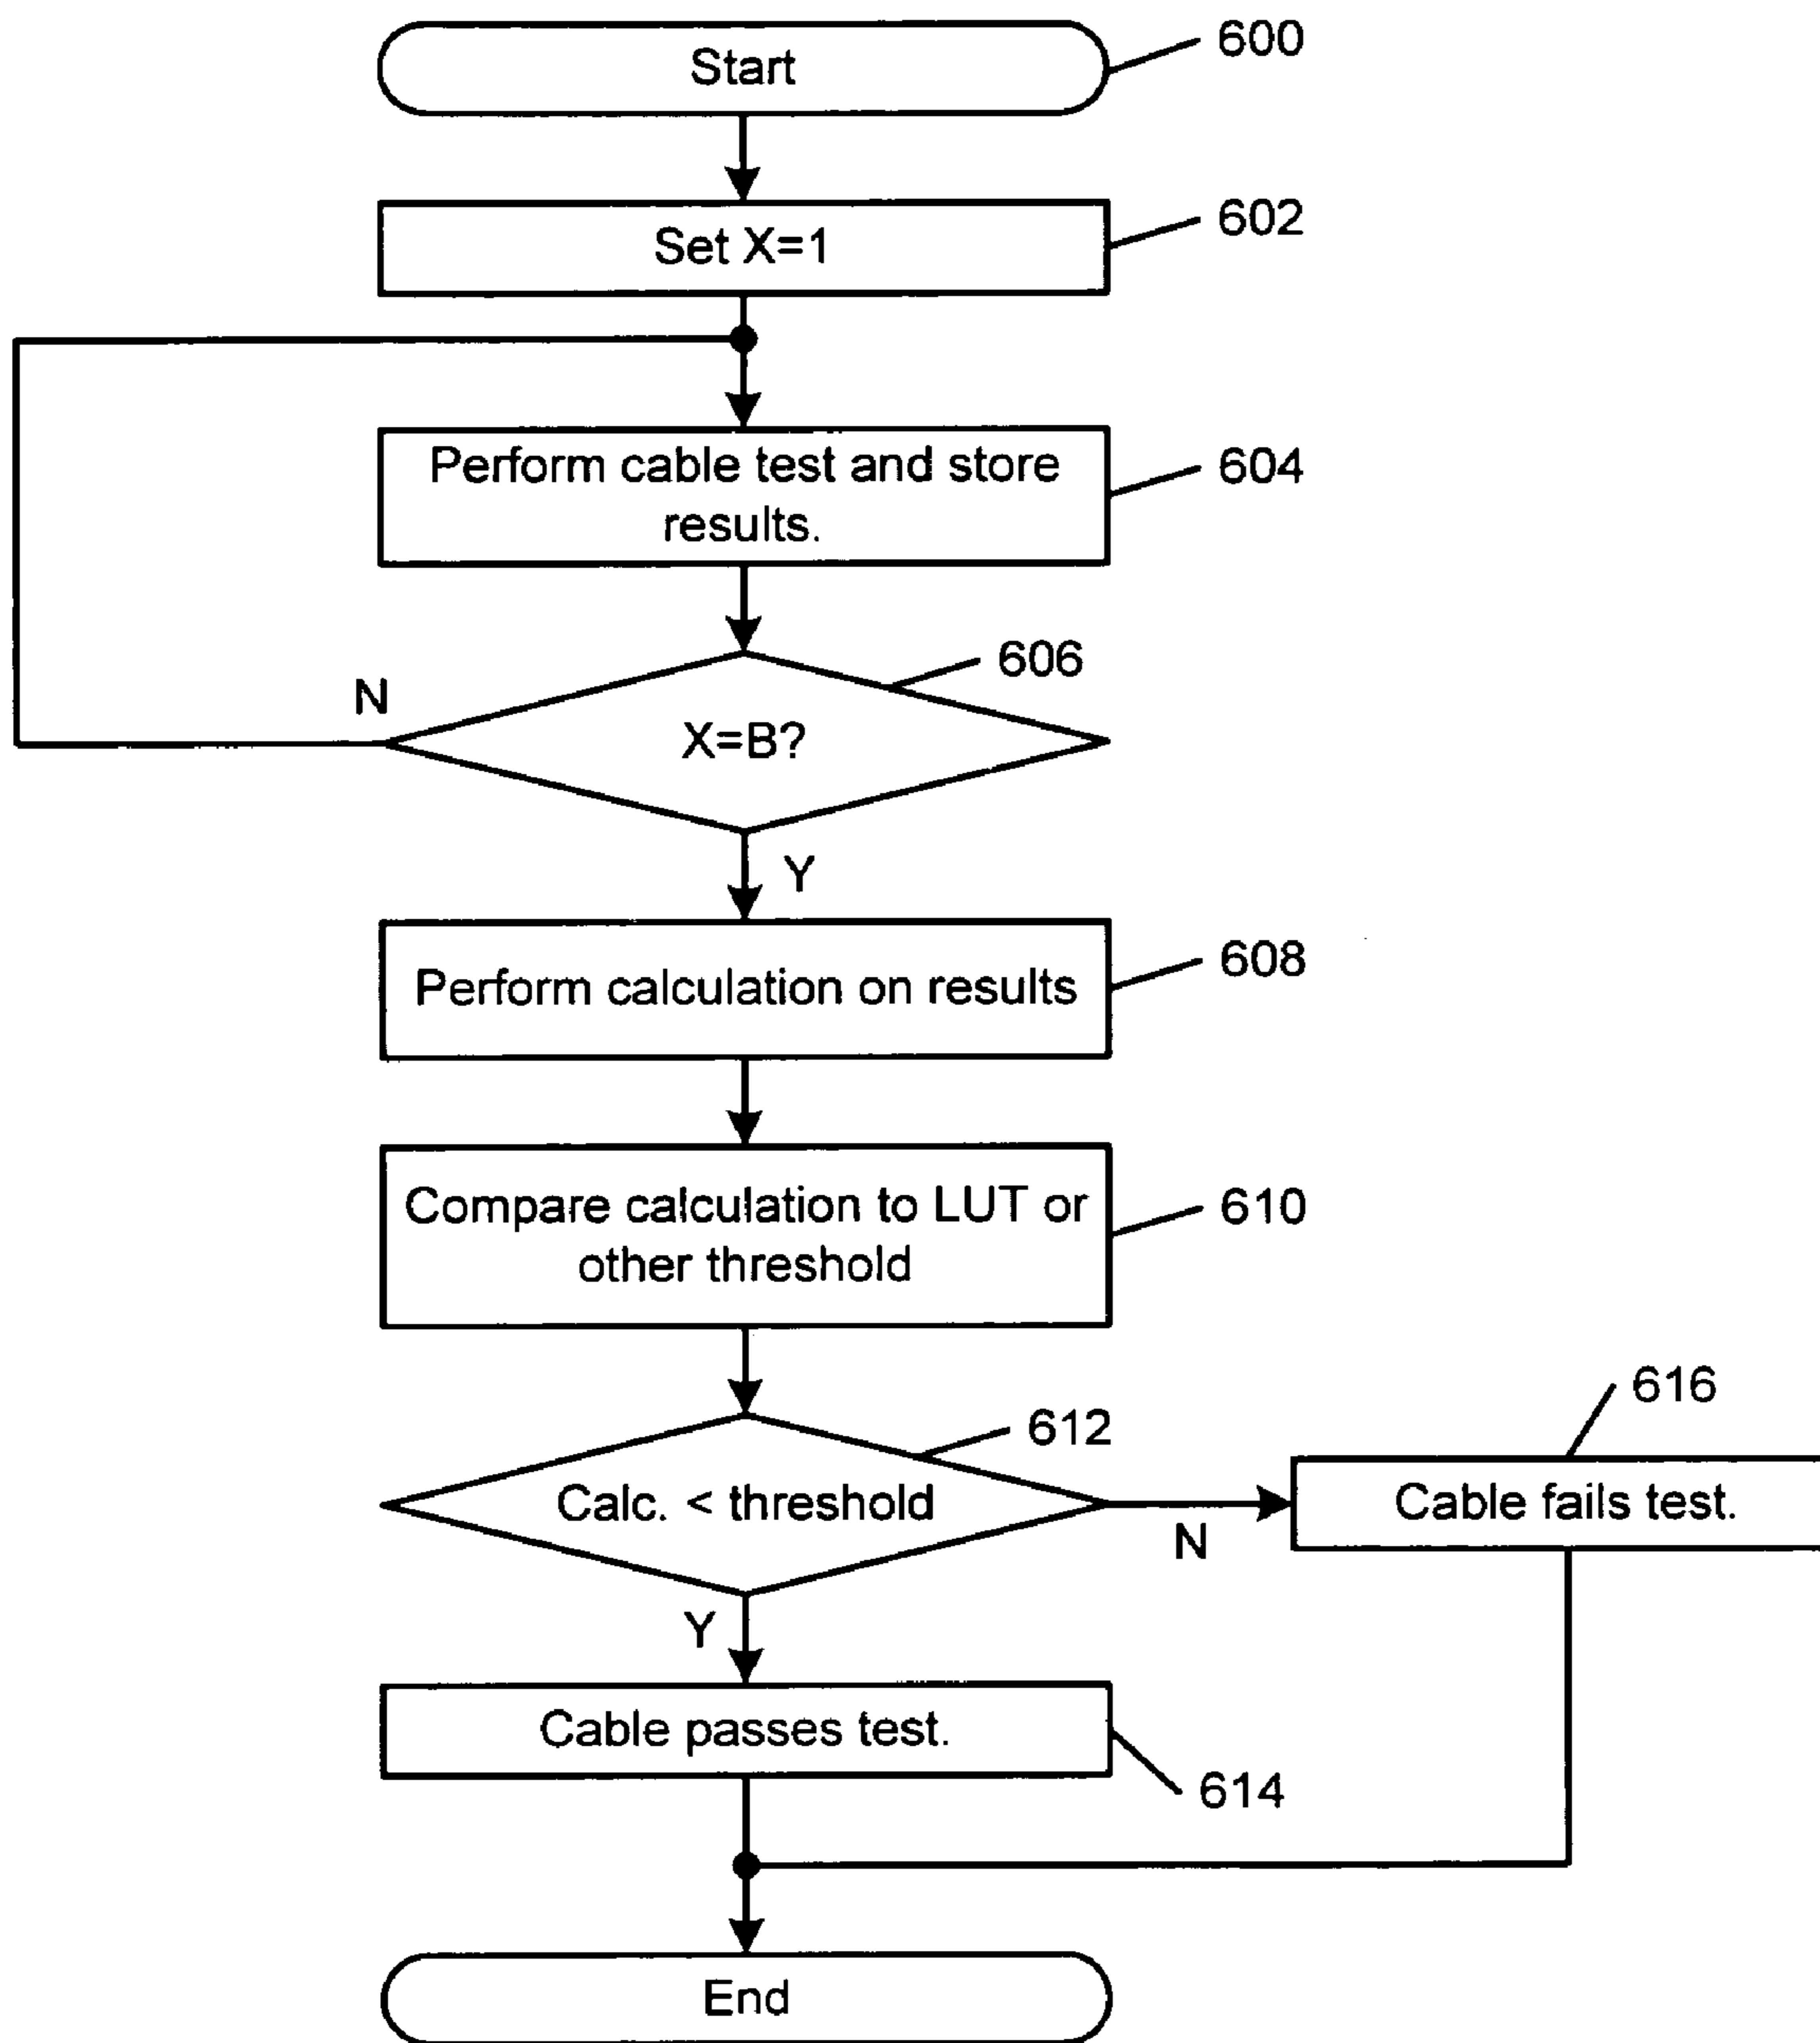 Start
600
Set X=1
602
Perform cable test and store
results.
604
606
N
X=B?
Y
Perform calculation on results
608
Compare calculation to LUT or
other threshold
610
612
616
Calc. < threshold
N
Cable fails test.
Y
Cable passes test.
614
End